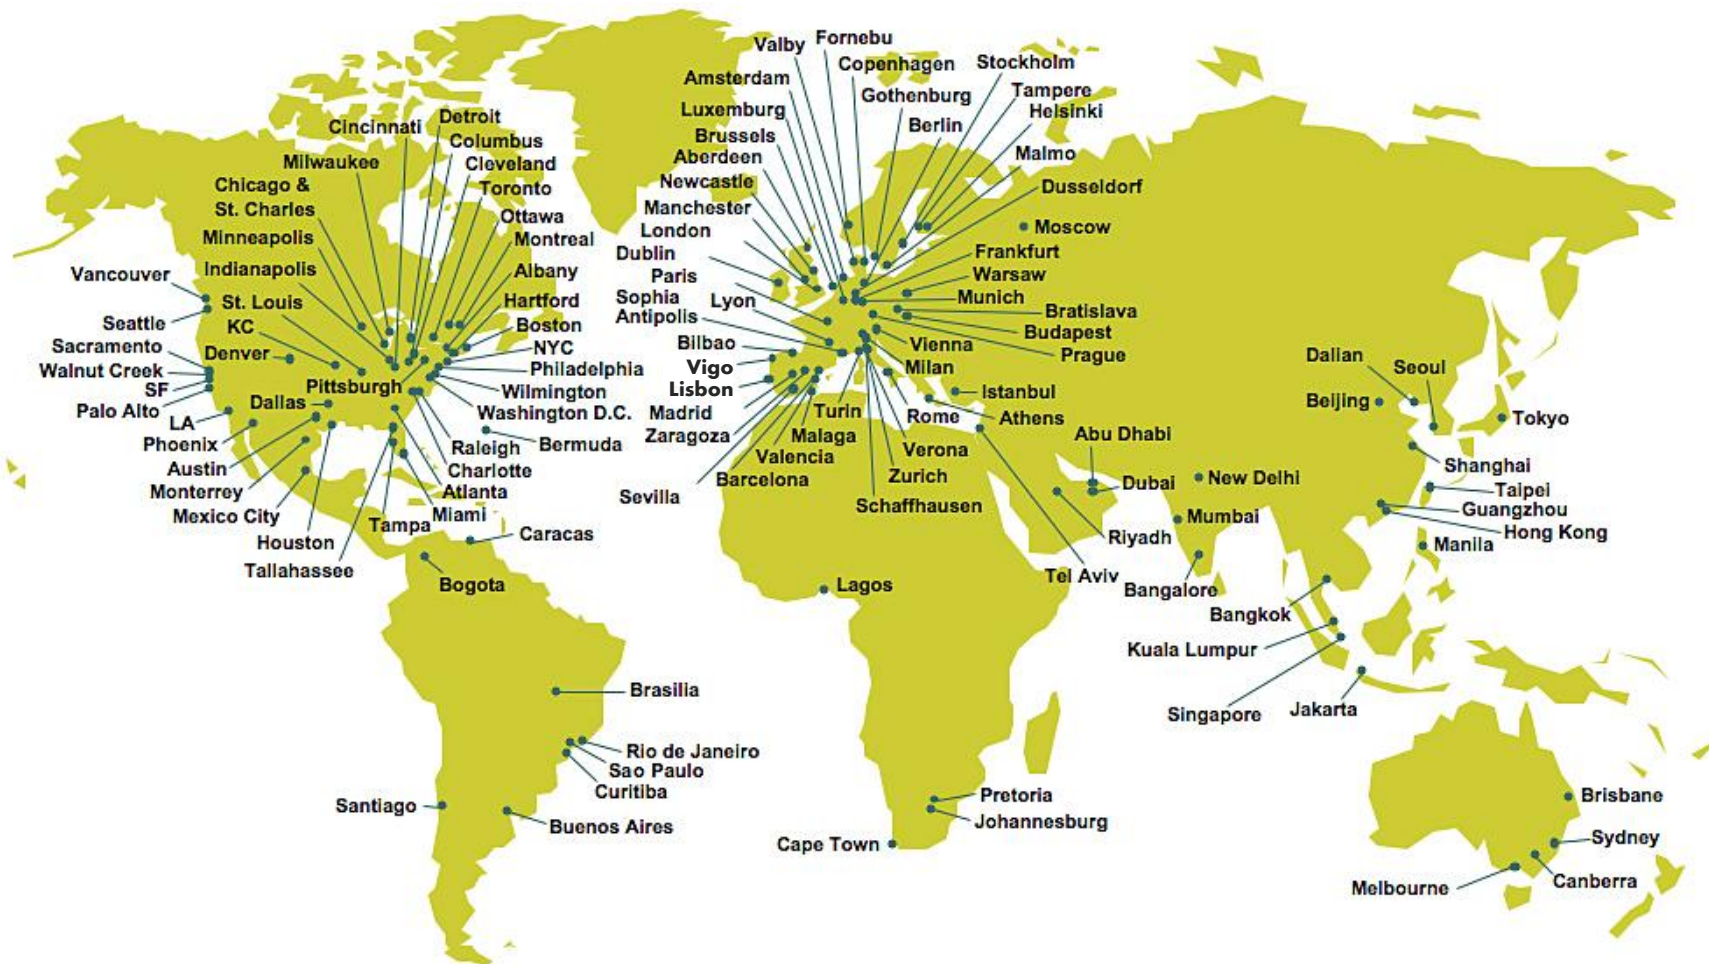 Vancouver
Seattle
Sacramento
Walnut Creek
SF
Palo Alto
LA
Phoenix
Austin
Monterrey
Mexico City
Houston
Tallahassee
Tampa
Miami
Atlanta
Charlotte
Raleigh
Bermuda
Washington D.C.
Wilmington
Philadelphia
NYC
Boston
Hartford
Albany
Montreal
Ottawa
Toronto
Cleveland
Columbus
Detroit
Cincinnati
Milwaukee
Chicago &
St. Charles
Minneapolis
Indianapolis
St. Louis
KC
Denver
Pittsburgh
Dallas
Caracas
Bogota
Brasilia
Rio de Janeiro
Sao Paulo
Curitiba
Santiago
Buenos Aires
Valby
Fornebu
Copenhagen
Stockholm
Amsterdam
Gothenburg
Tampere
Luxemburg
Helsinki
Brussels
Berlin
Aberdeen
Malmo
Newcastle
Dusseldorf
Manchester
London
Moscow
Dublin
Frankfurt
Paris
Warsaw
Sophia
Antipolis
Lyon
Munich
Bratislava
Budapest
Bilbao
Vienna
Prague
Vigo
Milan
Lisbon
Istanbul
Madrid
Turin
Rome
Athens
Zaragoza
Malaga
Valencia
Verona
Barcelona
Zurich
Sevilla
Schaffhausen
Abu Dhabi
Dubai
Riyadh
Tel Aviv
Lagos
Pretoria
Johannesburg
Cape Town
New Delhi
Mumbai
Bangalore
Dalian
Seoul
Beijing
Tokyo
Shanghai
Taipei
Guangzhou
Hong Kong
Manila
Bangkok
Kuala Lumpur
Singapore
Jakarta
Brisbane
Sydney
Canberra
Melbourne